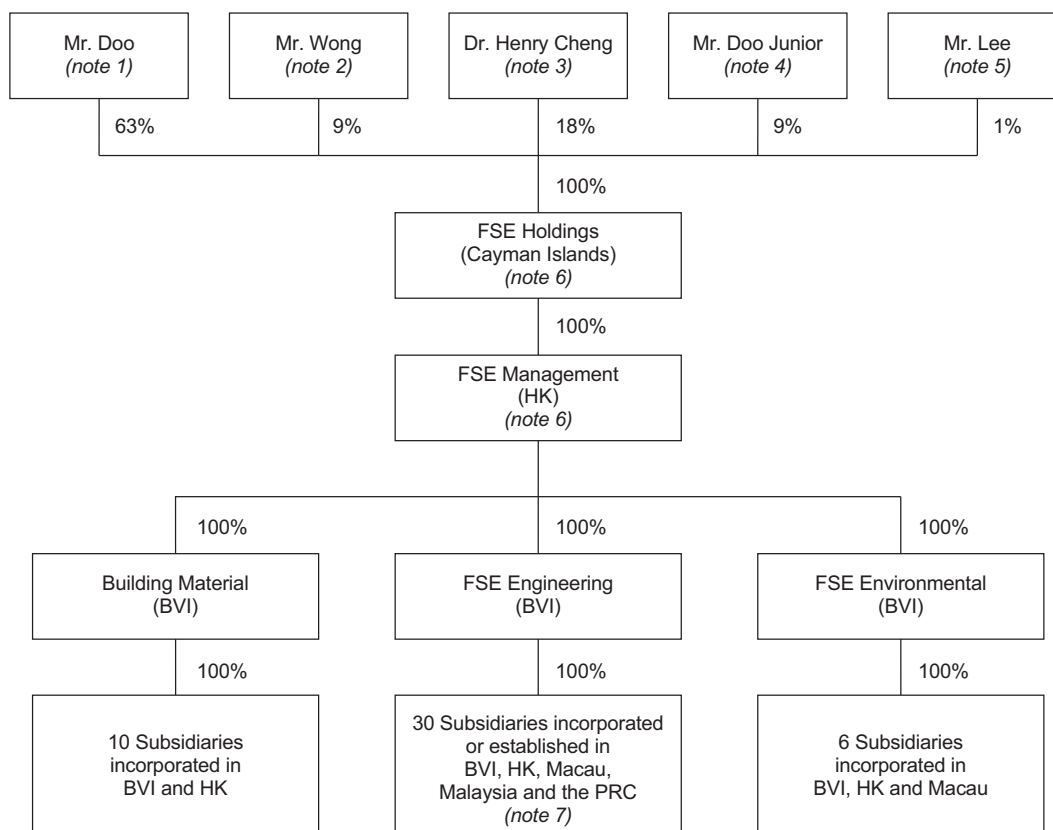 Mr. Doo
(note 1)
Mr. Wong
(note 2)
Dr. Henry Cheng
(note 3)
Mr. Doo Junior
(note 4)
Mr. Lee
(note 5)
63%
9%
18%
9%
1%
100%
FSE Holdings
(Cayman Islands)
(note 6)
100%
FSE Management
(HK)
(note 6)
100%
100%
100%
Building Material
(BVI)
FSE Engineering
(BVI)
FSE Environmental
(BVI)
100%
100%
100%
10 Subsidiaries
incorporated in
BVI and HK
30 Subsidiaries incorporated
or established in
BVI, HK, Macau,
Malaysia and the PRC
(note 7)
6 Subsidiaries
incorporated in
BVI, HK and Macau